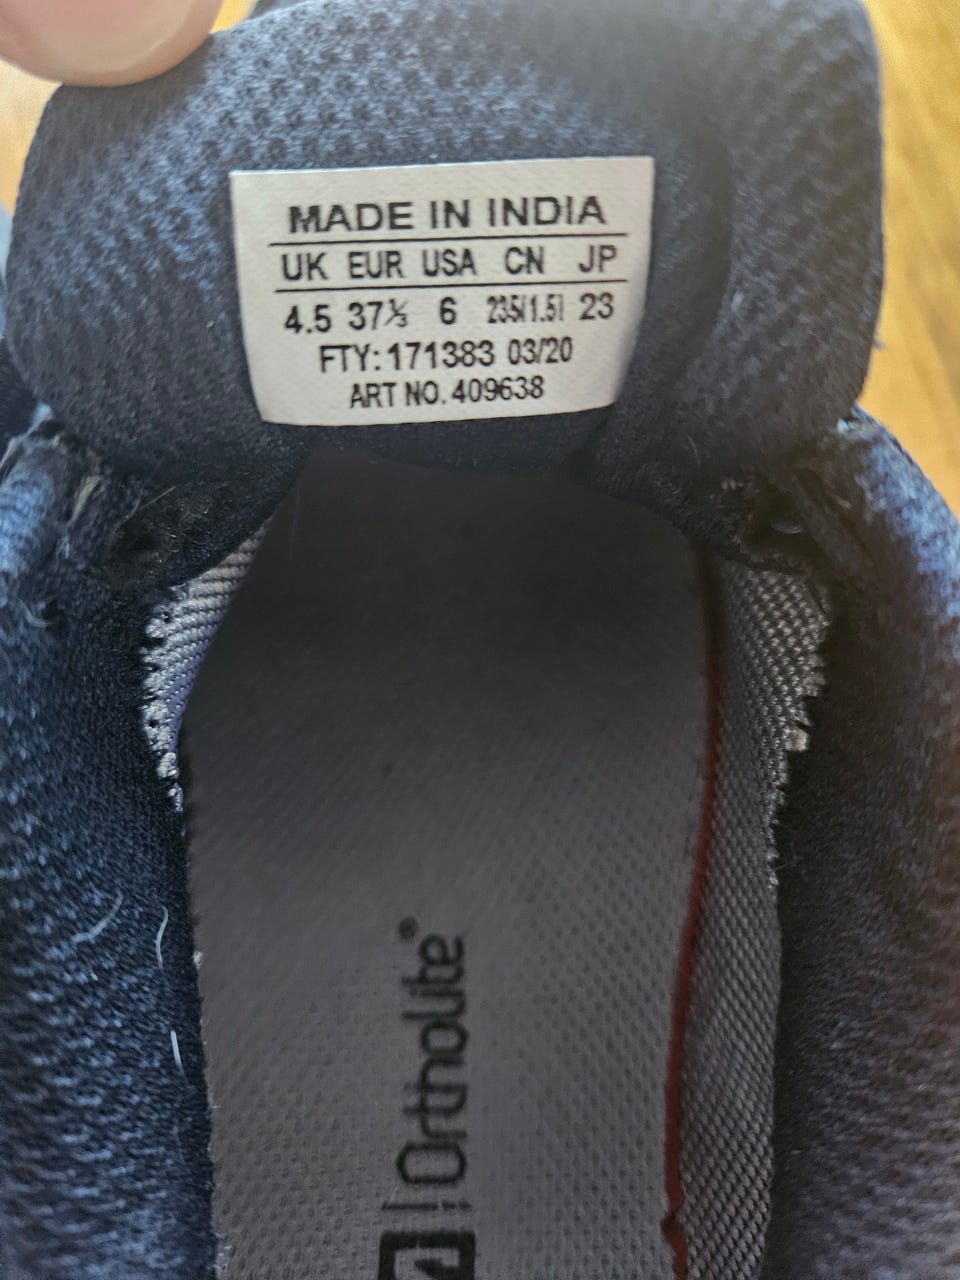 MADE IN INDIA
UK EUR USA CN JP
4.5 37⅓ 6 235(1.5) 23
FTY: 171383 03/20
ART NO. 409638
Ortholite®